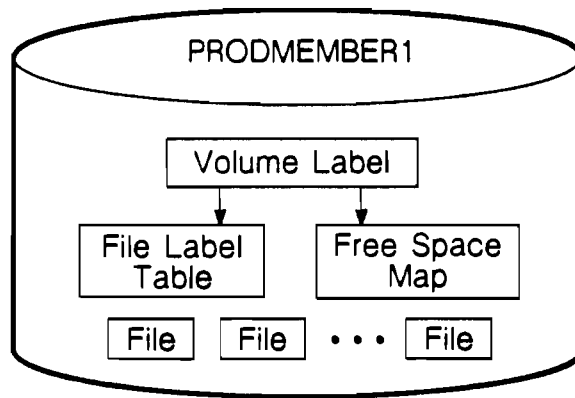 PRODMEMBER1
Volume Label
File Label
Table
Free Space
Map
File File • • • File